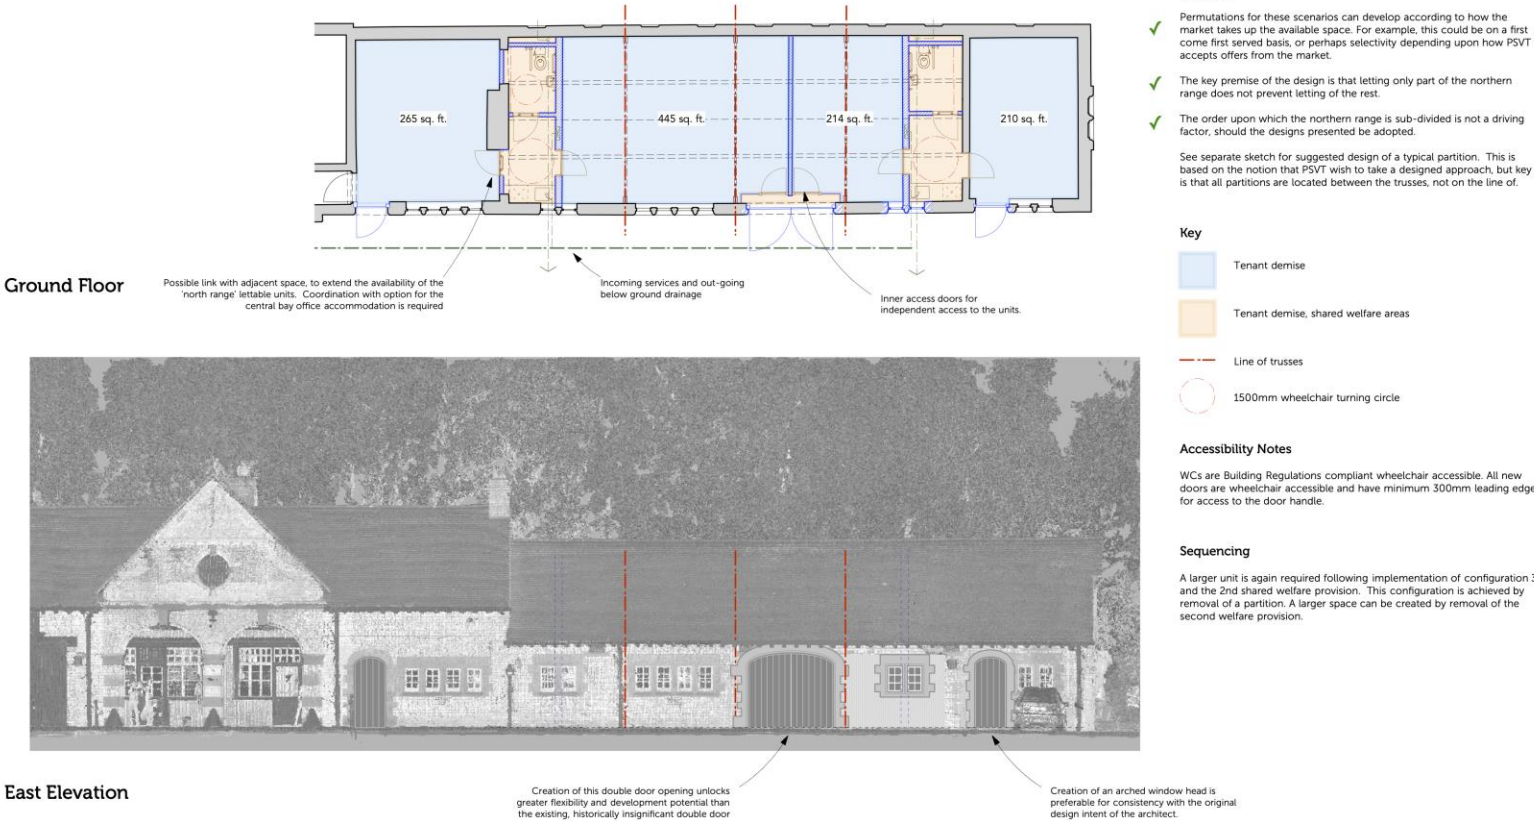 265 sq. ft.
445 sq. ft.
214 sq. ft.
210 sq. ft.
Ground Floor
Possible link with adjacent space, to extend the availability of the
'north range' lettable units. Coordination with option for the
central bay office accommodation is required
Incoming services and out-going
below ground drainage
Inner access doors for
independent access to the units.
Permutations for these scenarios can develop according to how the
market takes up the available space. For example, this could be on a first
come first served basis, or perhaps selectivity depending upon how PSVT
accepts offers from the market.
The key premise of the design is that letting only part of the northern
range does not prevent letting of the rest.
The order upon which the northern range is sub-divided is not a driving
factor, should the designs presented be adopted.
See separate sketch for suggested design of a typical partition. This is
based on the notion that PSVT wish to take a designed approach, but key
is that all partitions are located between the trusses, not on the line of.
Key
Tenant demise
Tenant demise, shared welfare areas
Line of trusses
1500mm wheelchair turning circle
Accessibility Notes
WCs are Building Regulations compliant wheelchair accessible. All new
doors are wheelchair accessible and have minimum 300mm leading edge
for access to the door handle.
Sequencing
A larger unit is again required following implementation of configuration 3
and the 2nd shared welfare provision. This configuration is achieved by
removal of a partition. A larger space can be created by removal of the
second welfare provision.
East Elevation
Creation of this double door opening unlocks
greater flexibility and development potential than
the existing, historically insignificant double door
Creation of an arched window head is
preferable for consistency with the original
design intent of the architect.